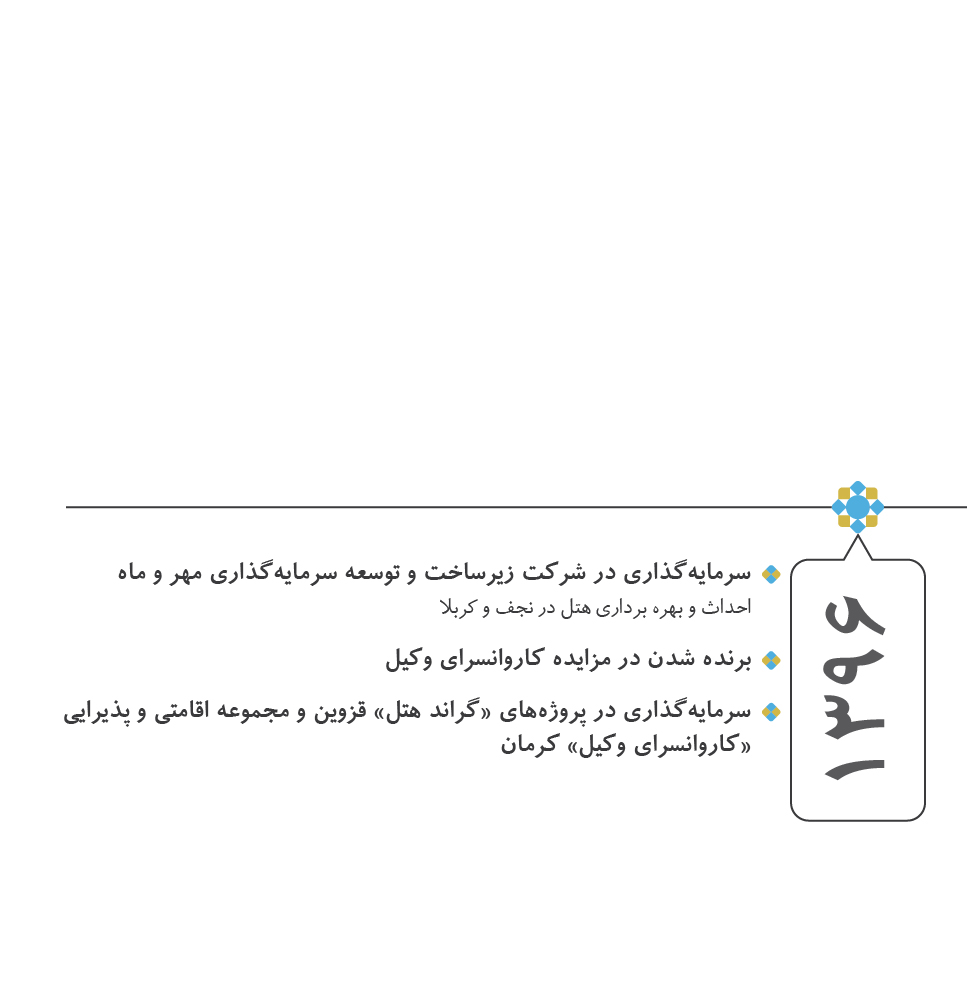 ۱۳۹۶
سرمایه‌گذاری در شرکت زیرساخت و توسعه سرمایه‌گذاری مهر و ماه
احداث و بهره برداری هتل در نجف و کربلا
برنده شدن در مزایده کاروانسرای وکیل
سرمایه‌گذاری در پروژه‌های «گراند هتل» قزوین و مجموعه اقامتی و پذیرایی
«کاروانسرای وکیل» کرمان